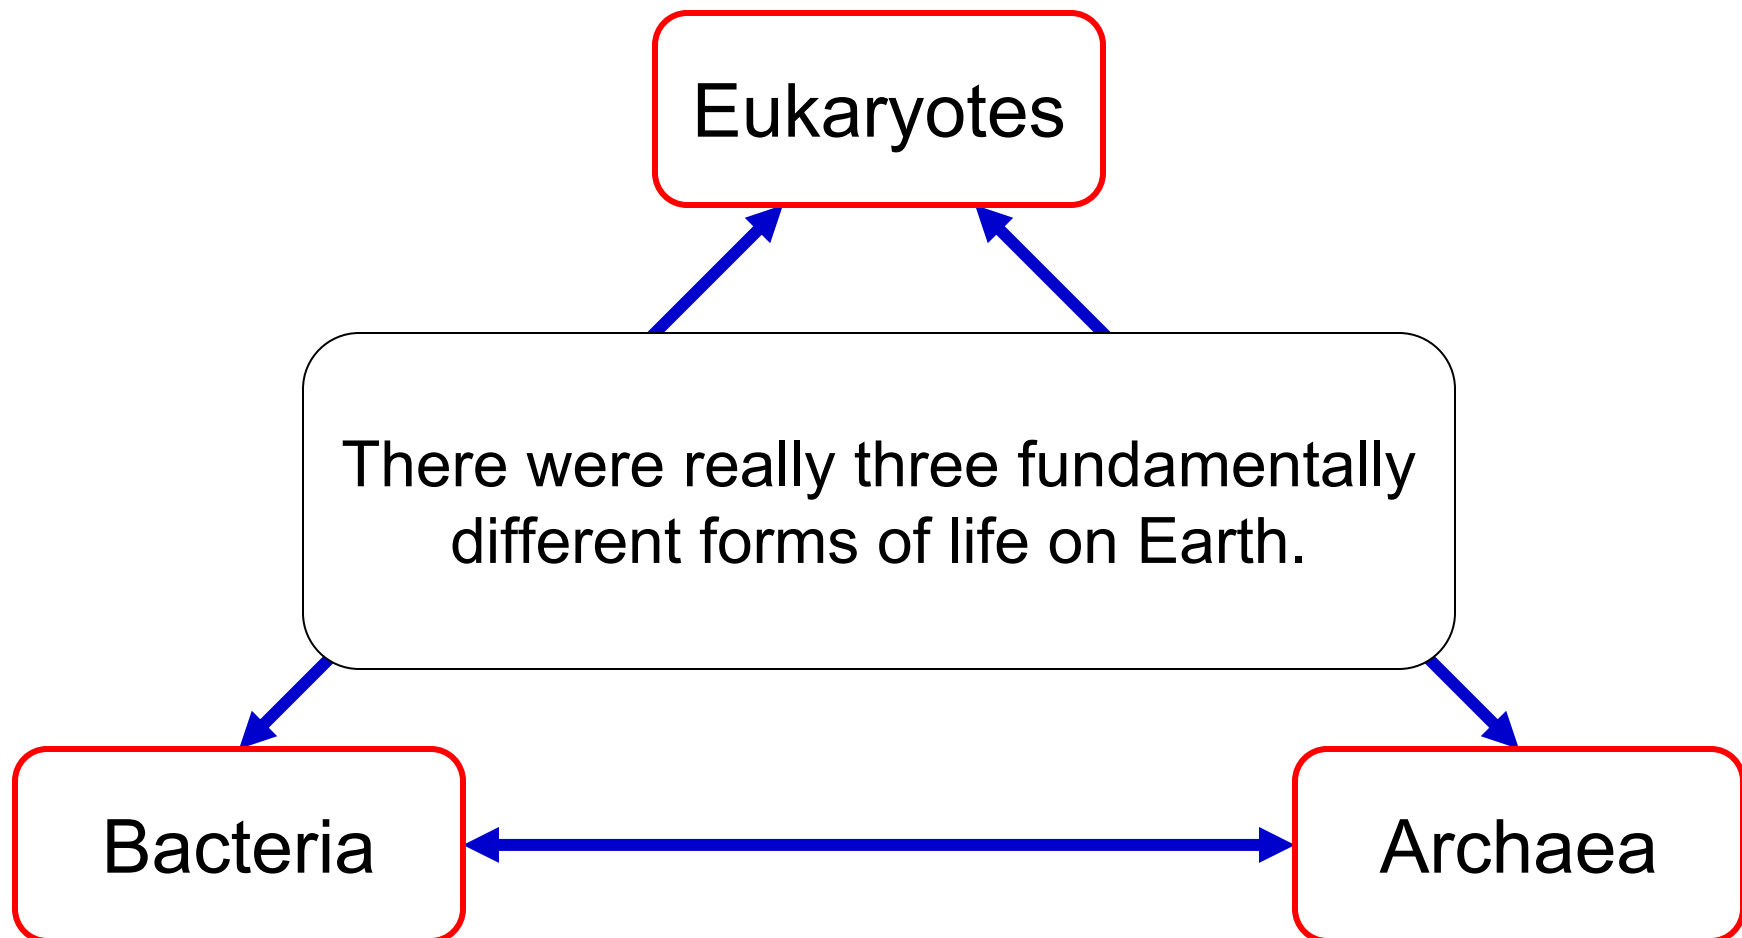 Eukaryotes
There were really three fundamentally
different forms of life on Earth.
Bacteria
Archaea